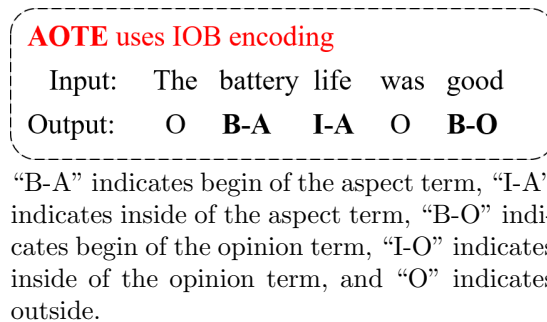 AOTE uses IOB encoding
Input: The battery life was good
Output: O B-A I-A O B-O
“B-A” indicates begin of the aspect term, “I-A”
indicates inside of the aspect term, “B-O” indi-
cates begin of the opinion term, “I-O” indicates
inside of the opinion term, and “O” indicates
outside.